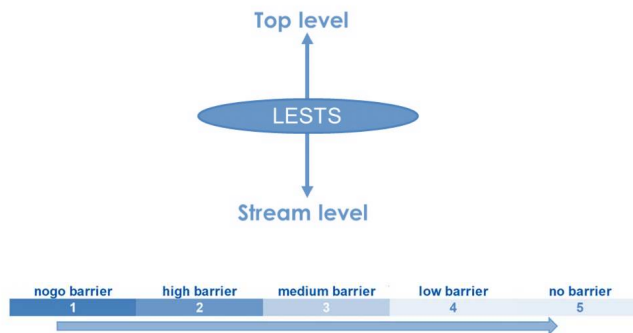 Top level
LESTS
Stream level
nogo barrier high barrier medium barrier low barrier no barrier
1 2 3 4 5